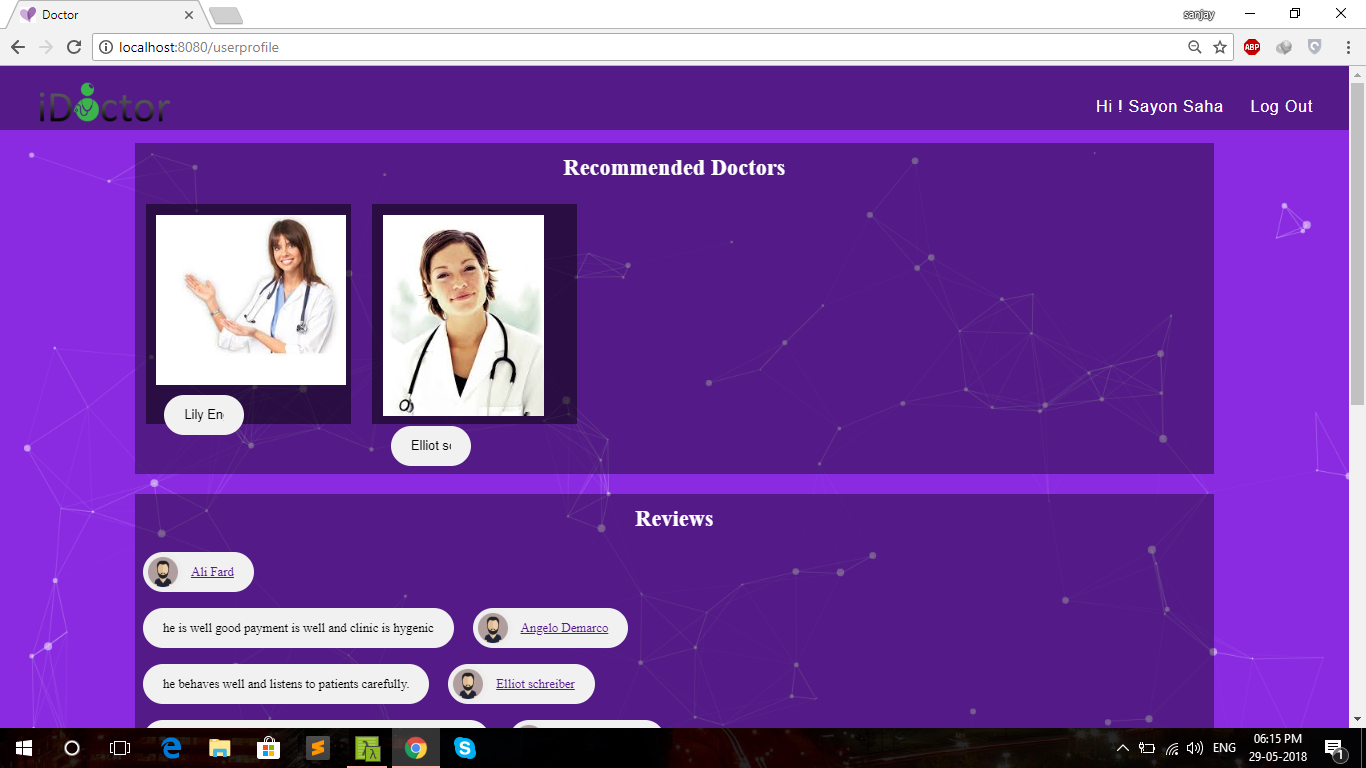 Doctor
sanjay
localhost:8080/userprofile
ABP
iDoctor
Hi ! Sayon Saha
Log Out
Recommended Doctors
Lily En
Elliot s
Reviews
Ali Fard
he is well good payment is well and clinic is hygenic
Angelo Demarco
he behaves well and listens to patients carefully.
Elliot schreiber
ENG
06:15 PM
29-05-2018
1